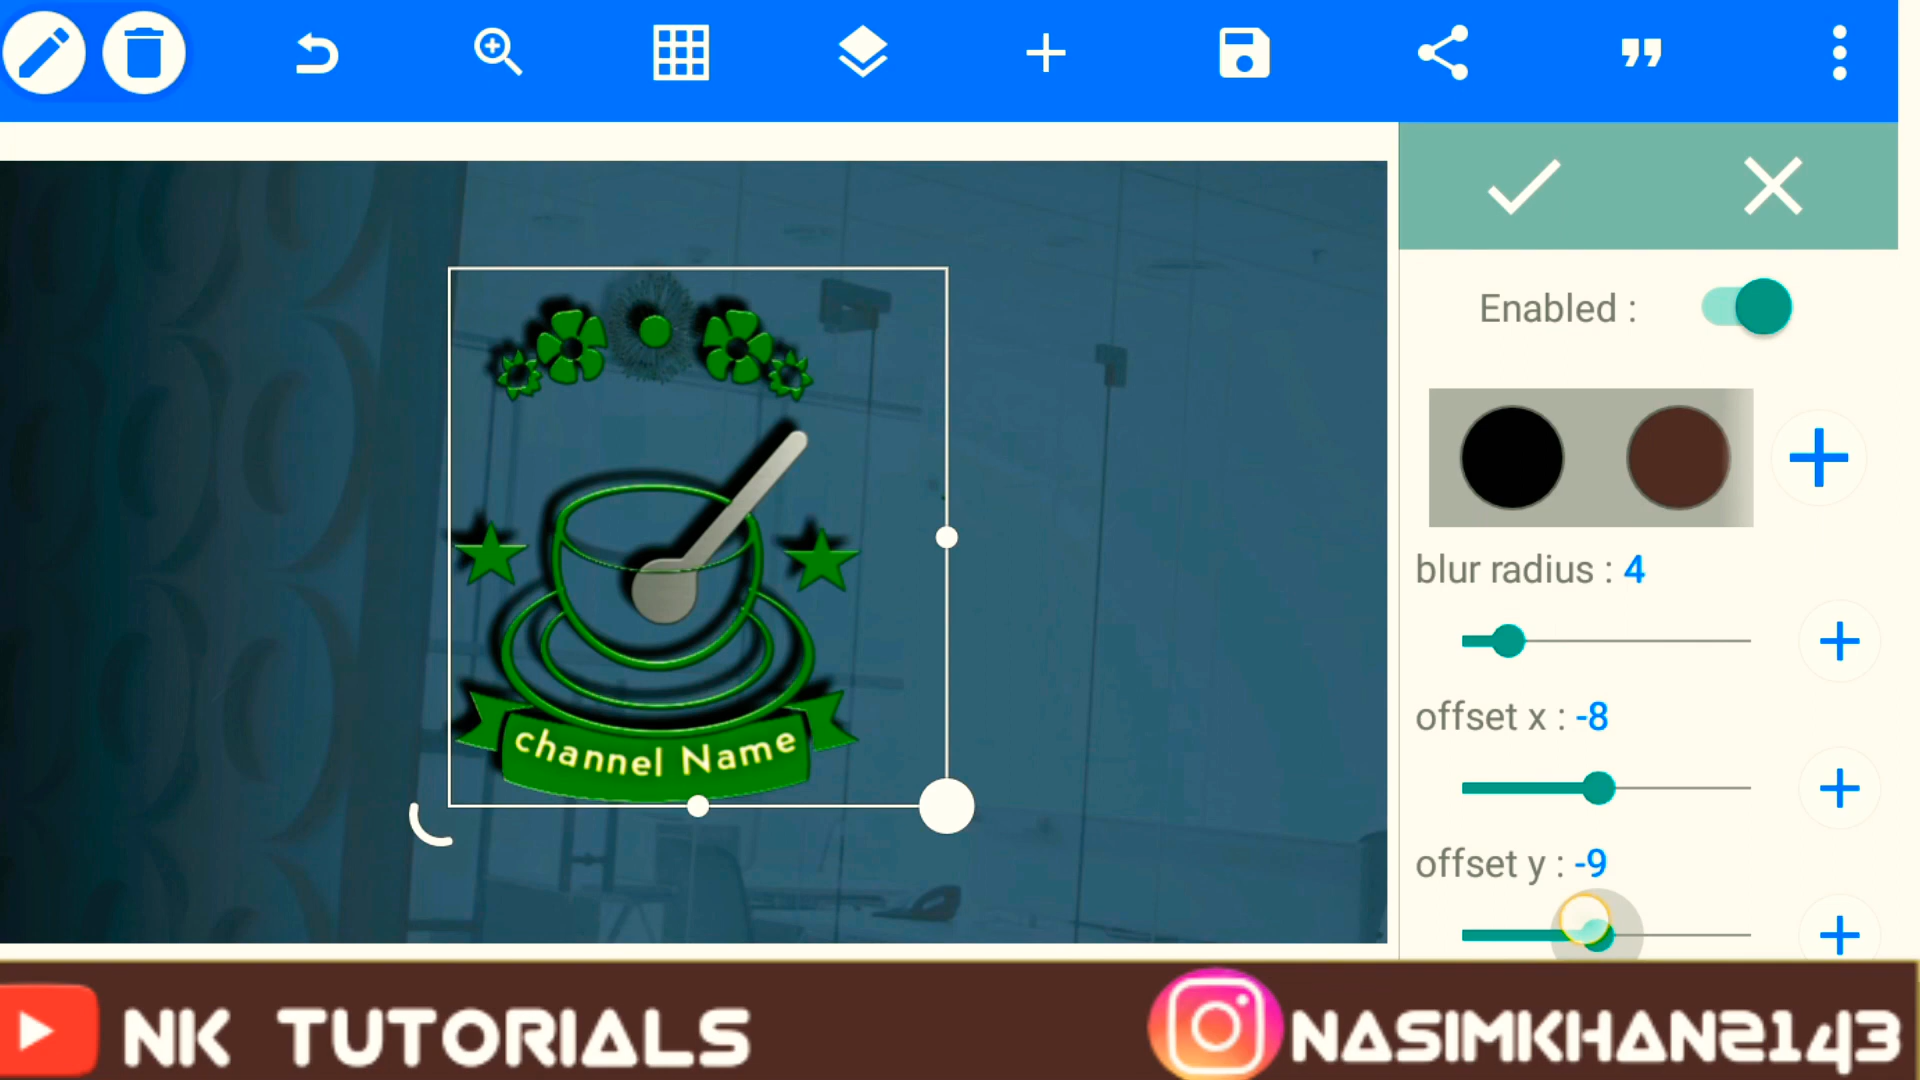 Enabled :
blur radius : 4
offset x : -8
offset y : -9
channel Name
NK TUTORIALS
NASIMKHAN2143